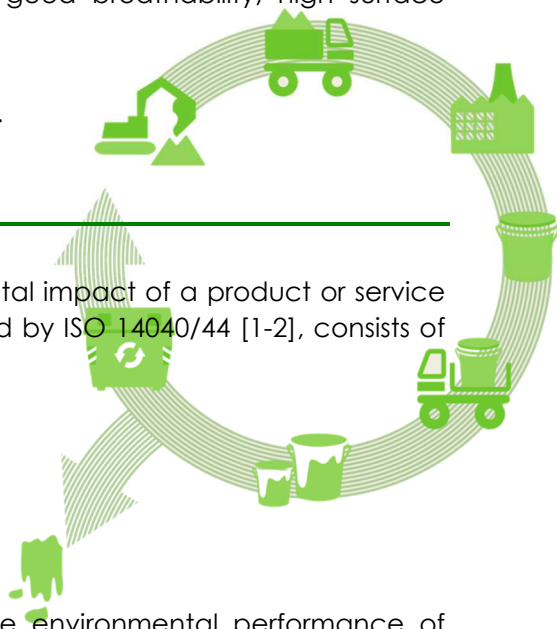 good breathability, high surface
.
tal impact of a product or service
d by ISO 14040/44 [1-2], consists of
e environmental performance of